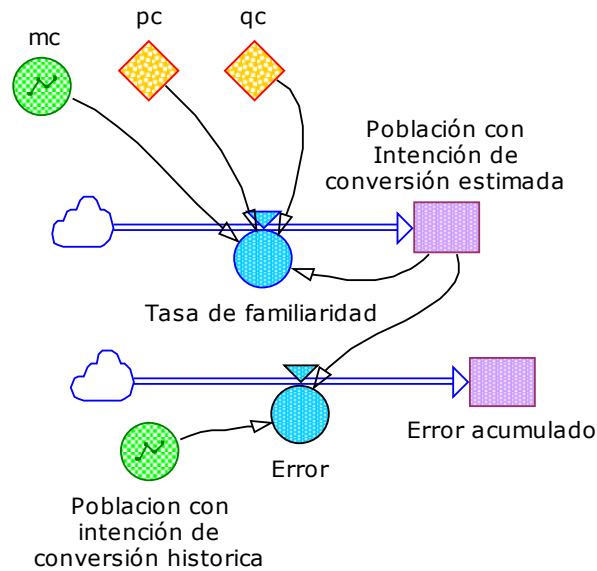 mc
pc
qc
Población con
Intención de
conversión estimada
Tasa de familiaridad
Error acumulado
Error
Poblacion con
intención de
conversión historica